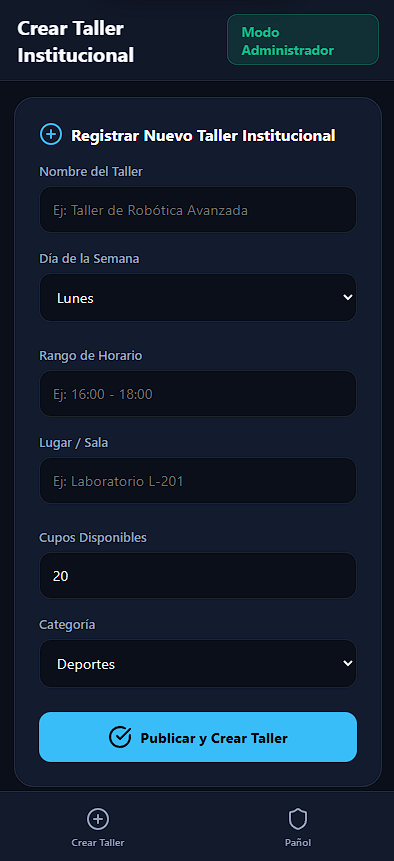 Crear Taller
Institucional
Modo
Administrador
Registrar Nuevo Taller Institucional
Nombre del Taller
Ej: Taller de Robótica Avanzada
Día de la Semana
Lunes
Rango de Horario
Ej: 16:00 - 18:00
Lugar / Sala
Ej: Laboratorio L-201
Cupos Disponibles
20
Categoría
Deportes
Publicar y Crear Taller
Crear Taller
Pañol